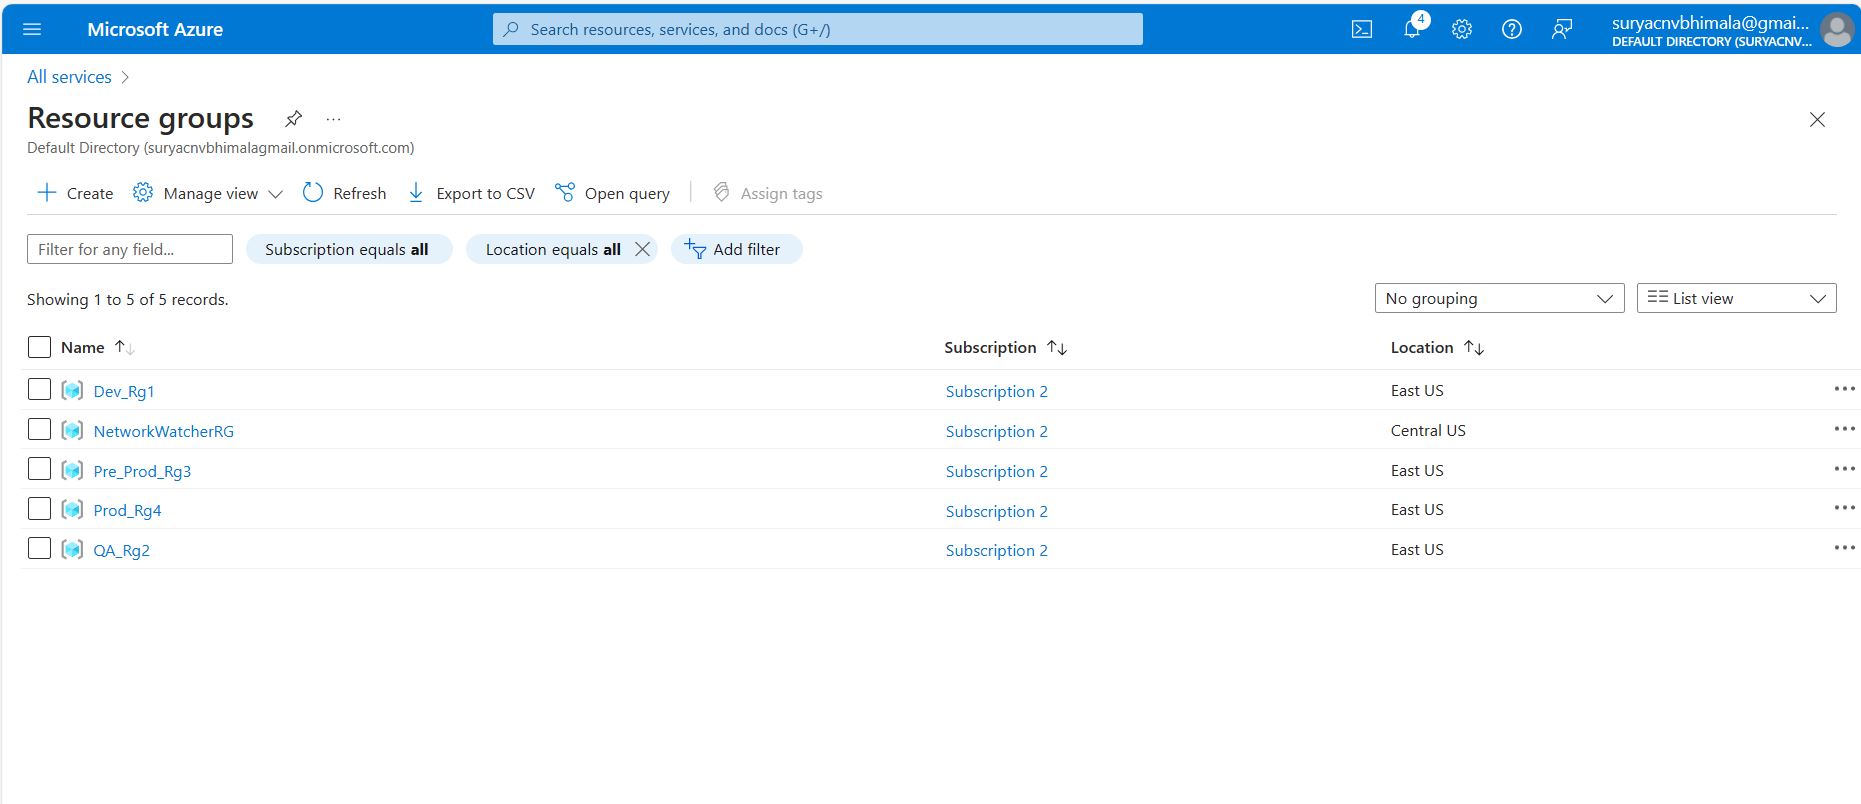 Microsoft Azure
Search resources, services, and docs (G+/)
4
suryacnvbhimala@gmai...
DEFAULT DIRECTORY (SURYACNV...
All services
Resource groups
...
Default Directory (suryacnvbhimalagmail.onmicrosoft.com)
Create Manage view Refresh Export to CSV Open query Assign tags
Filter for any field... Subscription equals all Location equals all Add filter
Showing 1 to 5 of 5 records. No grouping List view
Name Subscription Location
Dev_Rg1 Subscription 2 East US
NetworkWatcherRG Subscription 2 Central US
Pre_Prod_Rg3 Subscription 2 East US
Prod_Rg4 Subscription 2 East US
QA_Rg2 Subscription 2 East US